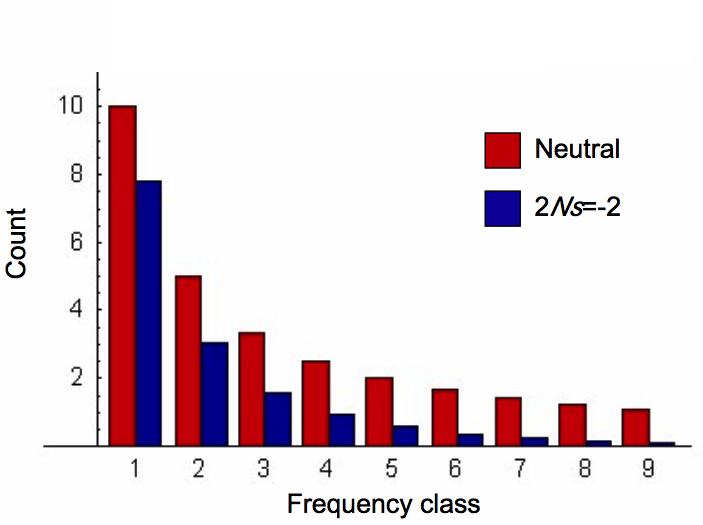 10
8
6
4
2
Count
Neutral
2Ns=-2
1 2 3 4 5 6 7 8 9
Frequency class